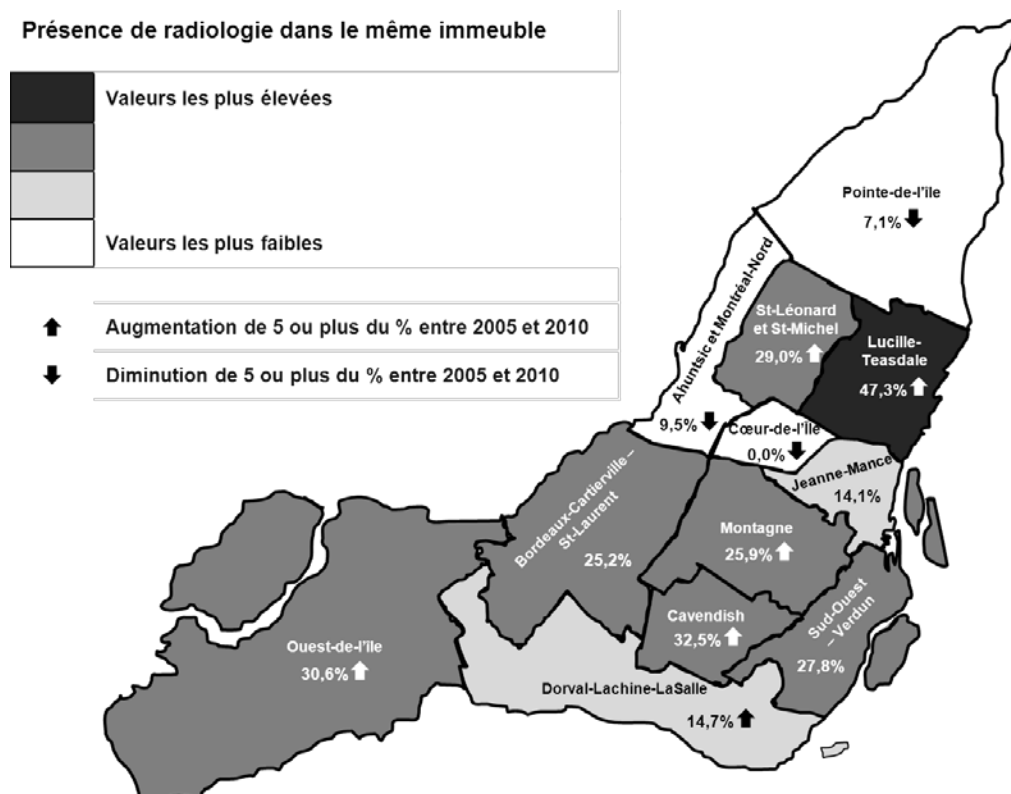 Présence de radiologie dans le même immeuble
Valeurs les plus élevées
Valeurs les plus faibles
Augmentation de 5 ou plus du % entre 2005 et 2010
Diminution de 5 ou plus du % entre 2005 et 2010
Pointe-de-l'île
7,1%
Ahuntsic et Montréal-Nord
9,5%
St-Léonard
et St-Michel
29,0%
Lucille-
Teasdale
47,3%
Cœur-de-l'Île
0,0%
Jeanne-Mance
14,1%
Bordeaux-Cartierville –
St-Laurent
25,2%
Montagne
25,9%
Cavendish
32,5%
Sud-Ouest
– Verdun
27,8%
Ouest-de-l'île
30,6%
Dorval-Lachine-LaSalle
14,7%